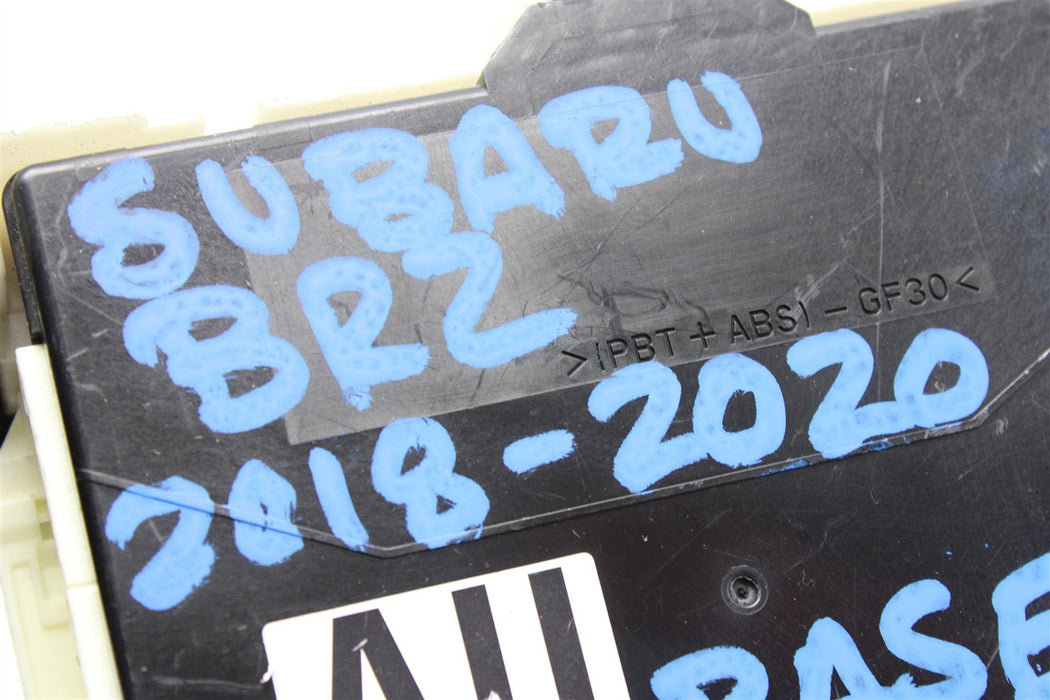 SUBARU
BRZ
>(PBT+ABS)-GF30<
2018-2020
BASE